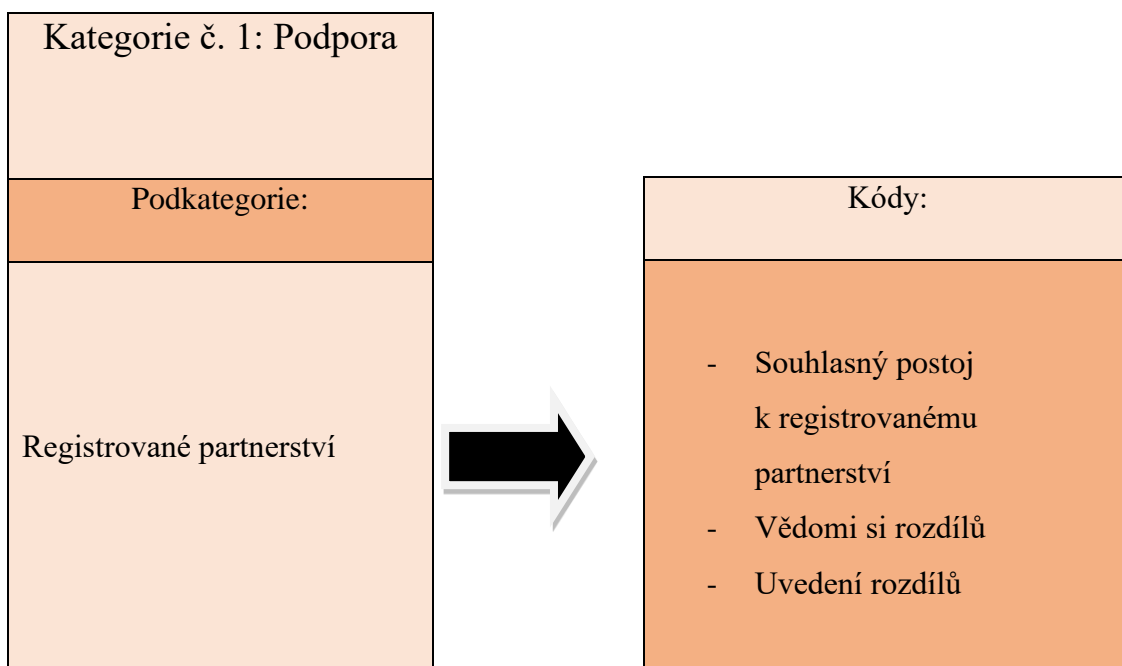 Kategorie č. 1: Podpora
Podkategorie:
Registrované partnerství
Kódy:
- Souhlasný postoj
k registrovanému
partnerství
- Vědomi si rozdílů
- Uvedení rozdílů